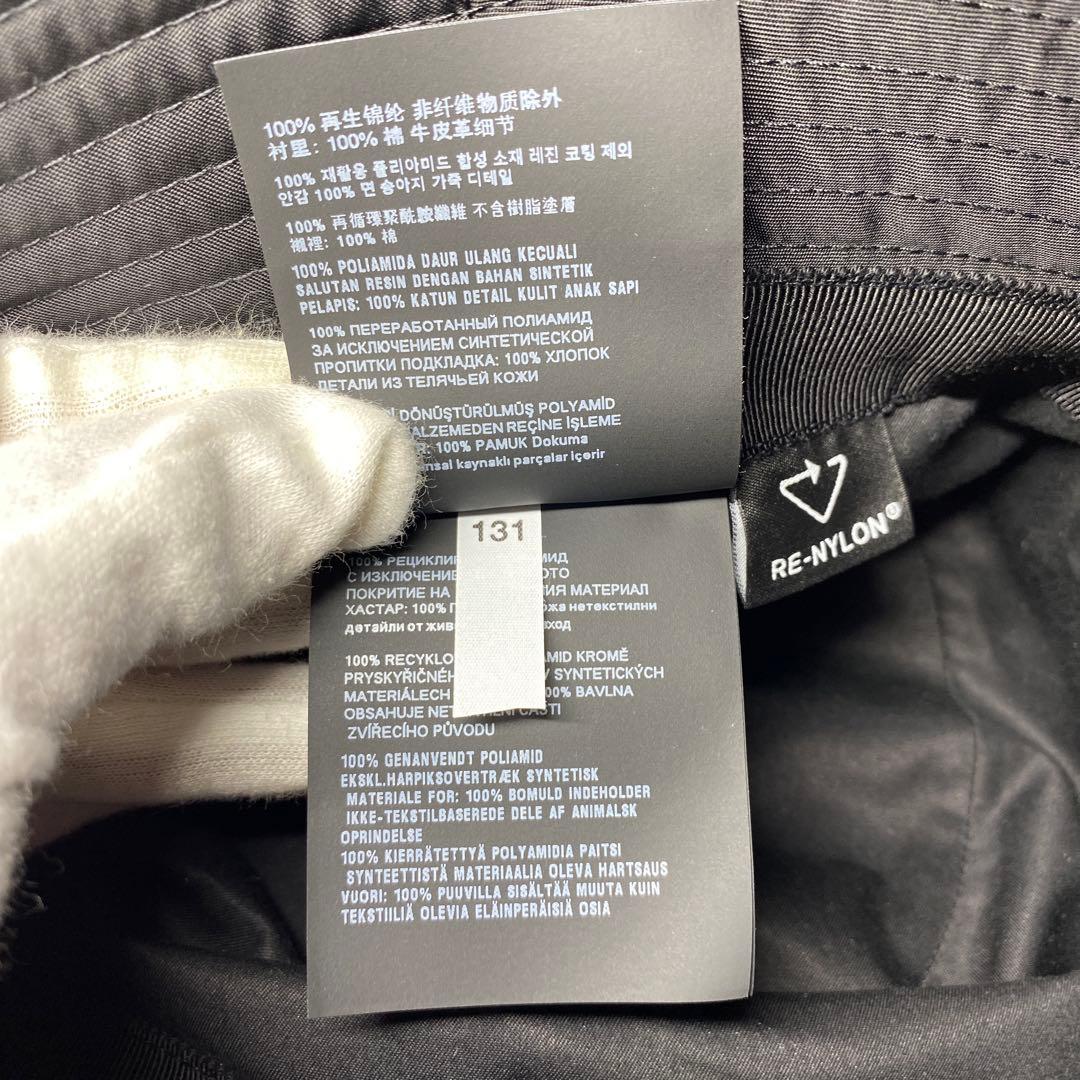 100% 再生锦纶 非纤维物质除外
衬里: 100% 棉 牛皮革细节
100% 재활용 폴리아미드 합성 소재 레진 코팅 제외
안감 100% 면 송아지 가죽 디테일
100% 再循環聚酰胺纖維 不含樹脂塗層
襯裡: 100% 棉
100% POLIAMIDA DAUR ULANG KECUALI
SALUTAN RESIN DENGAN BAHAN SINTETIK
PELAPIS: 100% KATUN DETAIL KULIT ANAK SAPI
100% ПЕРЕРАБОТАННЫЙ ПОЛИАМИД
ЗА ИСКЛЮЧЕНИЕМ СИНТЕТИЧЕСКОЙ
ПРОПИТКИ ПОДКЛАДКА: 100% ХЛОПОК
ДЕТАЛИ ИЗ ТЕЛЯЧЬЕЙ КОЖИ
DÖNÜŞTÜRÜLMÜŞ POLYAMİD
ALZEMEDEN REÇİNE İŞLEME
R: 100% PAMUK Dokuma
nsal kaynaklı parçalar içerir
131
RE-NYLON®
100% РЕЦИКЛИ МИД
С ИЗКЛЮЧЕНИЕ ОТО
ПОКРИТИЕ НА ИЯ МАТЕРИАЛ
ХАСТАР: 100% П ожа нетекстилни
детайли от жив ход
100% RECYKLO MID KROMĚ
PRYSKYŘIČNÉH V SYNTETICKÝCH
MATERIÁLECH 00% BAVLNA
OBSAHUJE NET ČÁSTI
ZVÍŘECÍHO PŮVODU
100% GENANVENDT POLIAMID
EKSKL.HARPIKSOVERTRÆK SYNTETISK
MATERIALE FOR: 100% BOMULD INDEHOLDER
IKKE-TEKSTILBASEREDE DELE AF ANIMALSK
OPRINDELSE
100% KIERRÄTETTYÄ POLYAMIDIA PAITSI
SYNTEETTISTÄ MATERIAALIA OLEVA HARTSAUS
VUORI: 100% PUUVILLA SISÄLTÄÄ MUUTA KUIN
TEKSTIILIÄ OLEVIA ELÄINPERÄISIÄ OSIA